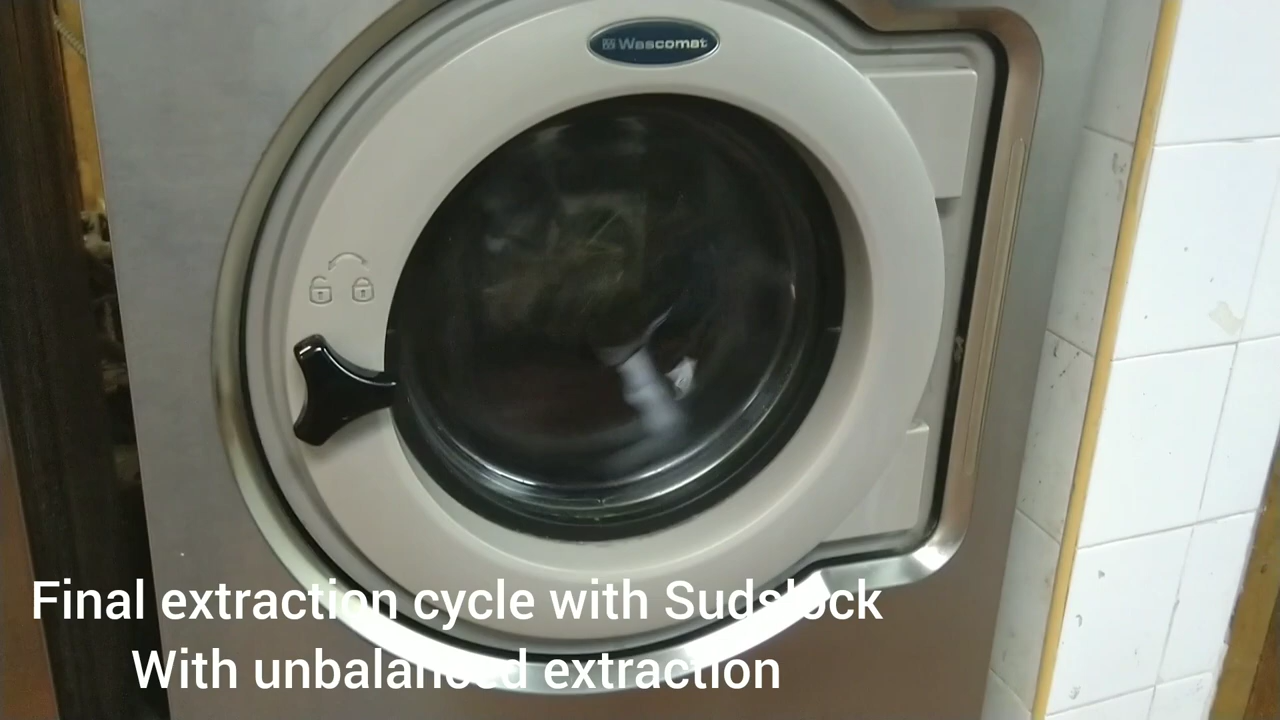 Wascomat
Final extraction cycle with Sudslock
With unbalanced extraction